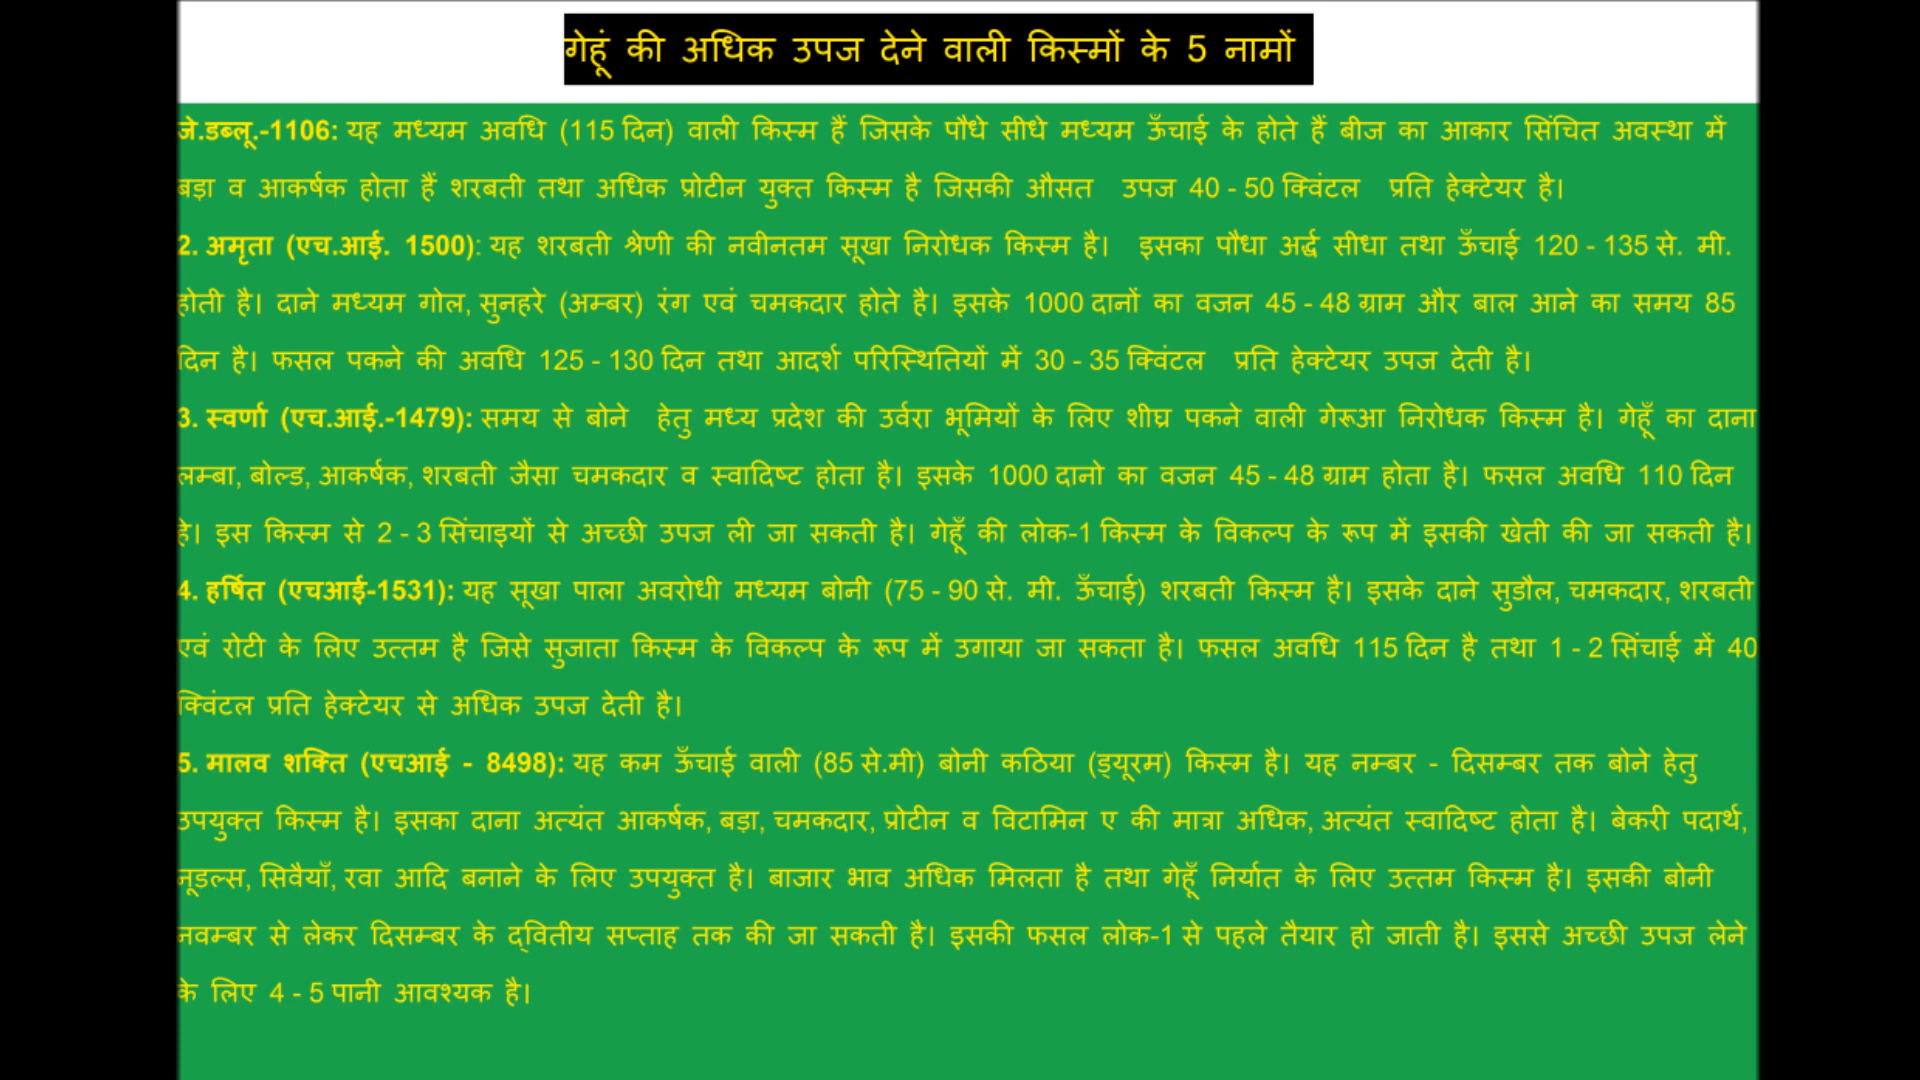 गेहूं की अधिक उपज देने वाली किस्मों के 5 नामों
जे.डब्लू.-1106: यह मध्यम अवधि (115 दिन) वाली किस्म हैं जिसके पौधे सीधे मध्यम ऊँचाई के होते हैं बीज का आकार सिंचित अवस्था में
बड़ा व आकर्षक होता हैं शरबती तथा अधिक प्रोटीन युक्त किस्म है जिसकी औसत उपज 40 - 50 क्विंटल प्रति हेक्टेयर है।
2. अमृता (एच.आई. 1500): यह शरबती श्रेणी की नवीनतम सूखा निरोधक किस्म है। इसका पौधा अर्द्ध सीधा तथा ऊँचाई 120 - 135 से. मी.
होती है। दाने मध्यम गोल, सुनहरे (अम्बर) रंग एवं चमकदार होते है। इसके 1000 दानों का वजन 45 - 48 ग्राम और बाल आने का समय 85
दिन है। फसल पकने की अवधि 125 - 130 दिन तथा आदर्श परिस्थितियों में 30 - 35 क्विंटल प्रति हेक्टेयर उपज देती है।
3. स्वर्णा (एच.आई.-1479): समय से बोने हेतु मध्य प्रदेश की उर्वरा भूमियों के लिए शीघ्र पकने वाली गेरूआ निरोधक किस्म है। गेहूँ का दाना
लम्बा, बोल्ड, आकर्षक, शरबती जैसा चमकदार व स्वादिष्ट होता है। इसके 1000 दानो का वजन 45 - 48 ग्राम होता है। फसल अवधि 110 दिन
हे। इस किस्म से 2 - 3 सिंचाइयों से अच्छी उपज ली जा सकती है। गेहूँ की लोक-1 किस्म के विकल्प के रूप में इसकी खेती की जा सकती है।
4. हर्षित (एचआई-1531): यह सूखा पाला अवरोधी मध्यम बोनी (75 - 90 से. मी. ऊँचाई) शरबती किस्म है। इसके दाने सुडौल, चमकदार, शरबती
एवं रोटी के लिए उत्तम है जिसे सुजाता किस्म के विकल्प के रूप में उगाया जा सकता है। फसल अवधि 115 दिन है तथा 1 - 2 सिंचाई में 40
क्विंटल प्रति हेक्टेयर से अधिक उपज देती है।
5. मालव शक्ति (एचआई - 8498): यह कम ऊँचाई वाली (85 से.मी) बोनी कठिया (ड्यूरम) किस्म है। यह नम्बर - दिसम्बर तक बोने हेतु
उपयुक्त किस्म है। इसका दाना अत्यंत आकर्षक, बड़ा, चमकदार, प्रोटीन व विटामिन ए की मात्रा अधिक, अत्यंत स्वादिष्ट होता है। बेकरी पदार्थ,
नूडल्स, सिवैयाँ, रवा आदि बनाने के लिए उपयुक्त है। बाजार भाव अधिक मिलता है तथा गेहूँ निर्यात के लिए उत्तम किस्म है। इसकी बोनी
नवम्बर से लेकर दिसम्बर के द्वितीय सप्ताह तक की जा सकती है। इसकी फसल लोक-1 से पहले तैयार हो जाती है। इससे अच्छी उपज लेने
के लिए 4 - 5 पानी आवश्यक है।